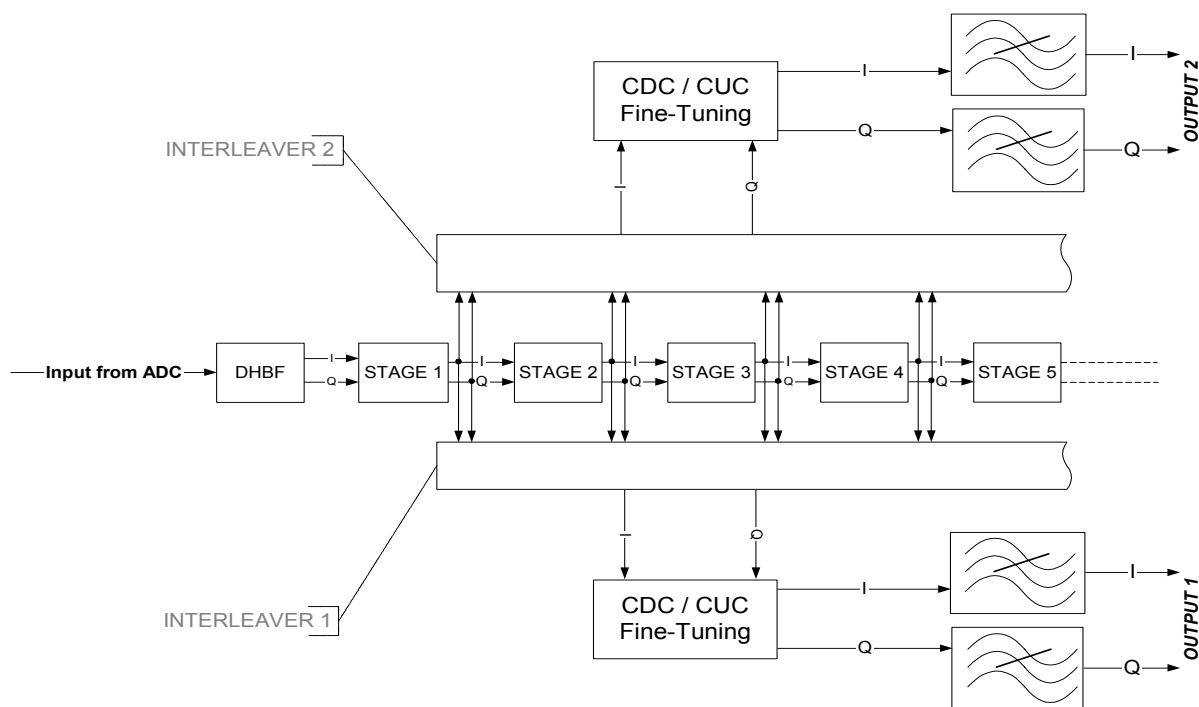 I
I
CDC / CUC
Fine-Tuning
Q
Q
OUTPUT 2
INTERLEAVER 2
I
Q
Input from ADC
DHBF
I
Q
STAGE 1
I
Q
STAGE 2
I
Q
STAGE 3
I
Q
STAGE 4
I
Q
STAGE 5
I
Q
INTERLEAVER 1
CDC / CUC
Fine-Tuning
I
I
Q
Q
OUTPUT 1